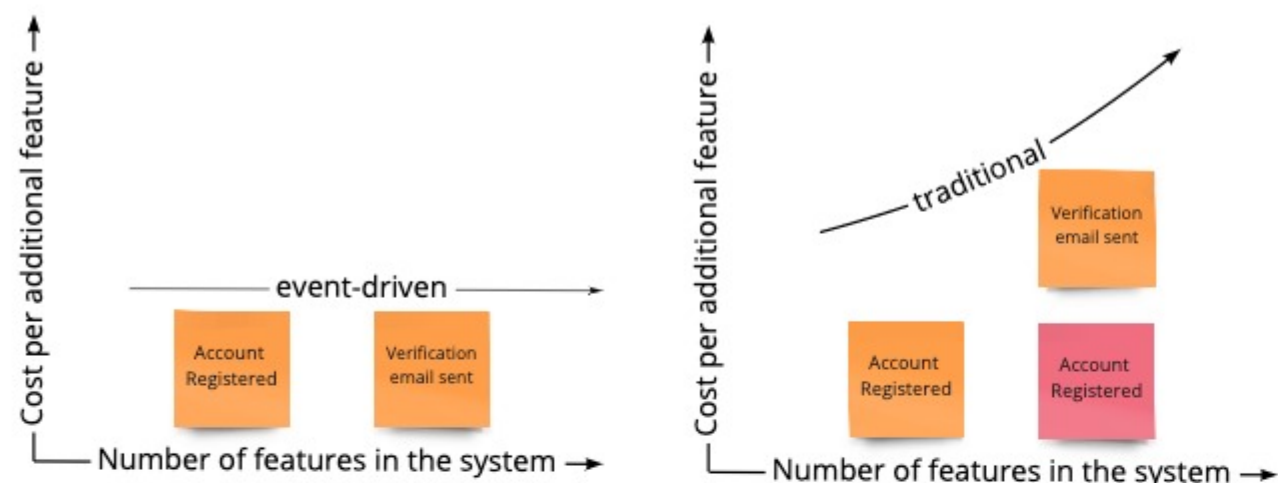 Cost per additional feature
event-driven
Account
Registered
Verification
email sent
Number of features in the system
Cost per additional feature
traditional
Verification
email sent
Account
Registered
Account
Registered
Number of features in the system